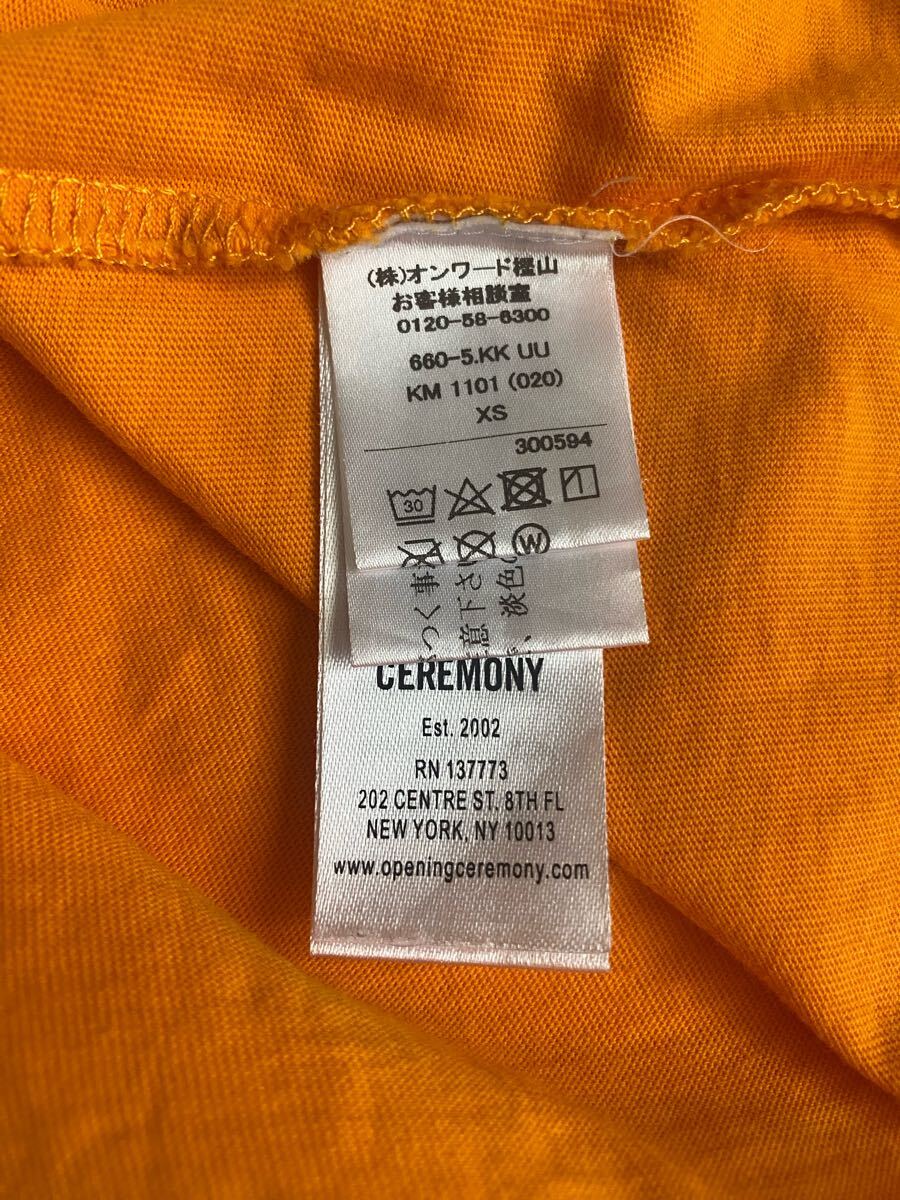 (株)オンワード樫山
お客様相談室
0120-58-6300
660-5.KK UU
KM 1101 (020)
XS
300594
30
W
CEREMONY
Est. 2002
RN 137773
202 CENTRE ST. 8TH FL
NEW YORK, NY 10013
www.openingceremony.com